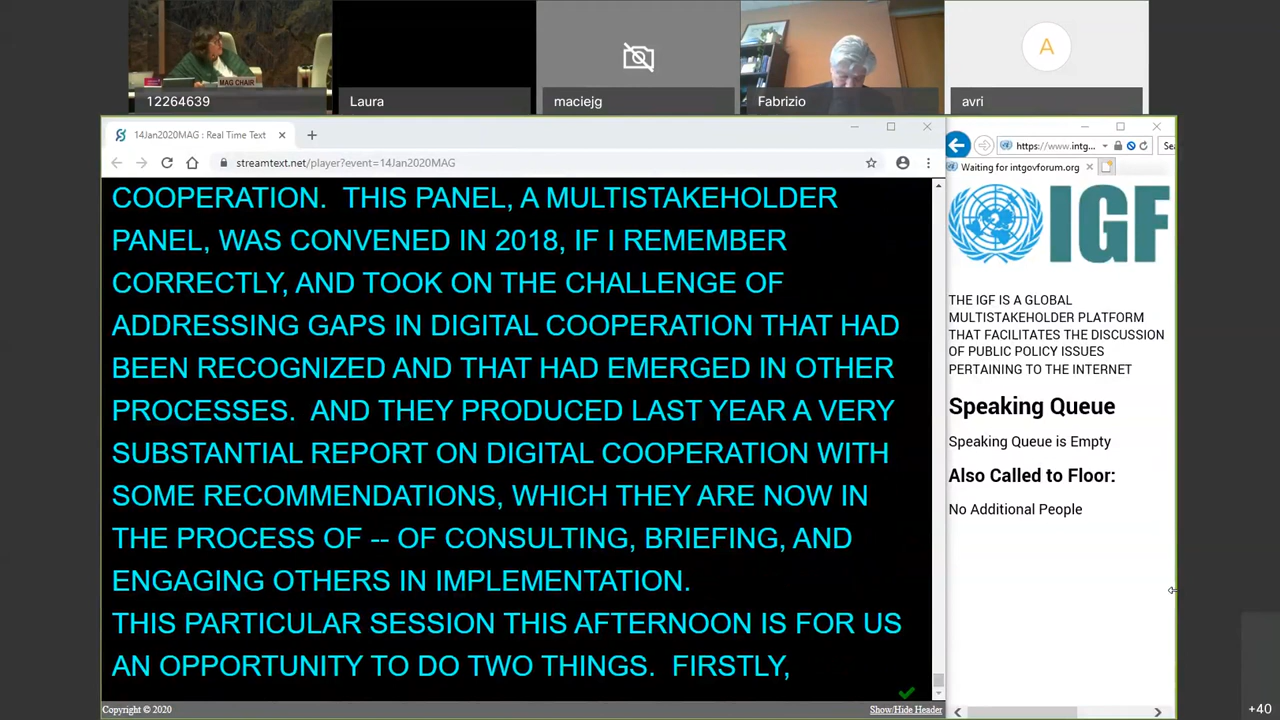 MAG CHAIR
12264639
Laura
maciejg
Fabrizio
A
avri
14Jan2020MAG : Real Time Text
streamtext.net/player?event=14Jan2020MAG
COOPERATION.  THIS PANEL, A MULTISTAKEHOLDER
PANEL, WAS CONVENED IN 2018, IF I REMEMBER
CORRECTLY, AND TOOK ON THE CHALLENGE OF
ADDRESSING GAPS IN DIGITAL COOPERATION THAT HAD
BEEN RECOGNIZED AND THAT HAD EMERGED IN OTHER
PROCESSES.  AND THEY PRODUCED LAST YEAR A VERY
SUBSTANTIAL REPORT ON DIGITAL COOPERATION WITH
SOME RECOMMENDATIONS, WHICH THEY ARE NOW IN
THE PROCESS OF -- OF CONSULTING, BRIEFING, AND
ENGAGING OTHERS IN IMPLEMENTATION.
THIS PARTICULAR SESSION THIS AFTERNOON IS FOR US
AN OPPORTUNITY TO DO TWO THINGS.  FIRSTLY,
Copyright © 2020
Show/Hide Header
https://www.intg...
Sea
Waiting for intgovforum.org
IGF
THE IGF IS A GLOBAL
MULTISTAKEHOLDER PLATFORM
THAT FACILITATES THE DISCUSSION
OF PUBLIC POLICY ISSUES
PERTAINING TO THE INTERNET
Speaking Queue
Speaking Queue is Empty
Also Called to Floor:
No Additional People
+40